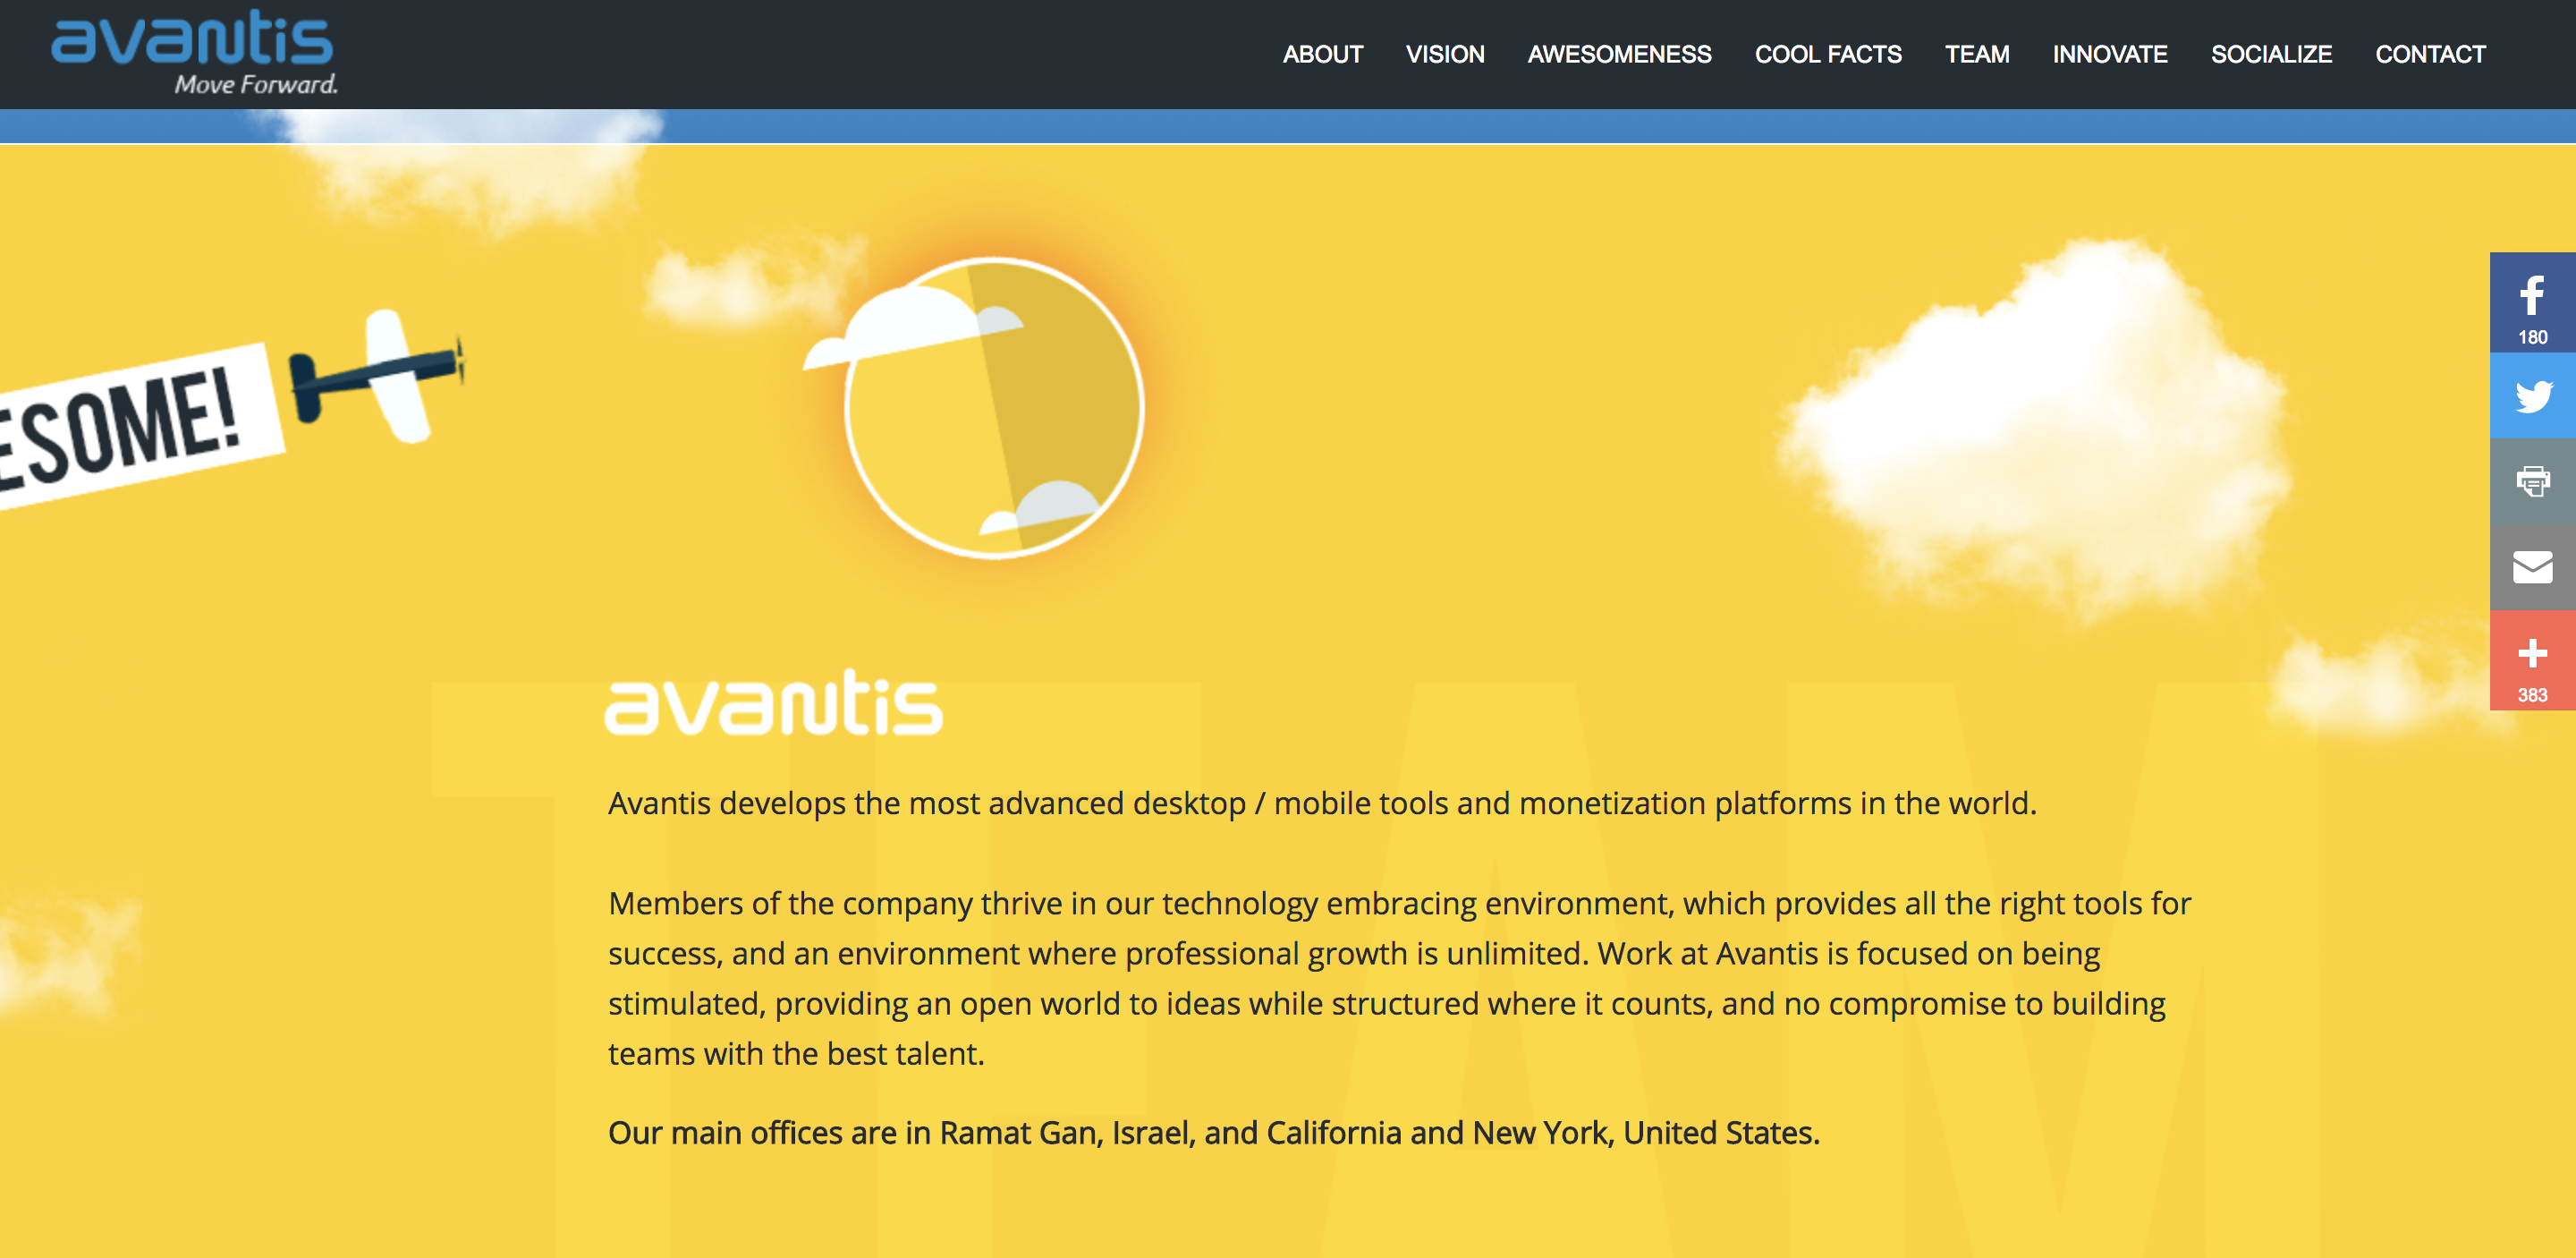 avantis
Move Forward.
ABOUT VISION AWESOMENESS COOL FACTS TEAM INNOVATE SOCIALIZE CONTACT
ESOME!
180
383
avantis
TEAM
Avantis develops the most advanced desktop / mobile tools and monetization platforms in the world.
Members of the company thrive in our technology embracing environment, which provides all the right tools for
success, and an environment where professional growth is unlimited. Work at Avantis is focused on being
stimulated, providing an open world to ideas while structured where it counts, and no compromise to building
teams with the best talent.
Our main offices are in Ramat Gan, Israel, and California and New York, United States.